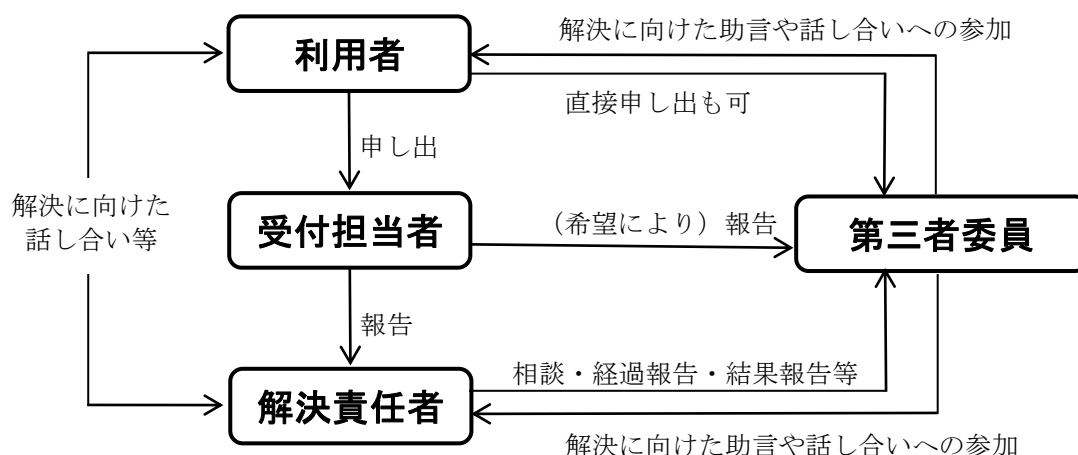 解決に向けた助言や話し合いへの参加
利用者
直接申し出も可
申し出
解決に向けた
話し合い等
受付担当者
（希望により）報告
第三者委員
報告
相談・経過報告・結果報告等
解決責任者
解決に向けた助言や話し合いへの参加